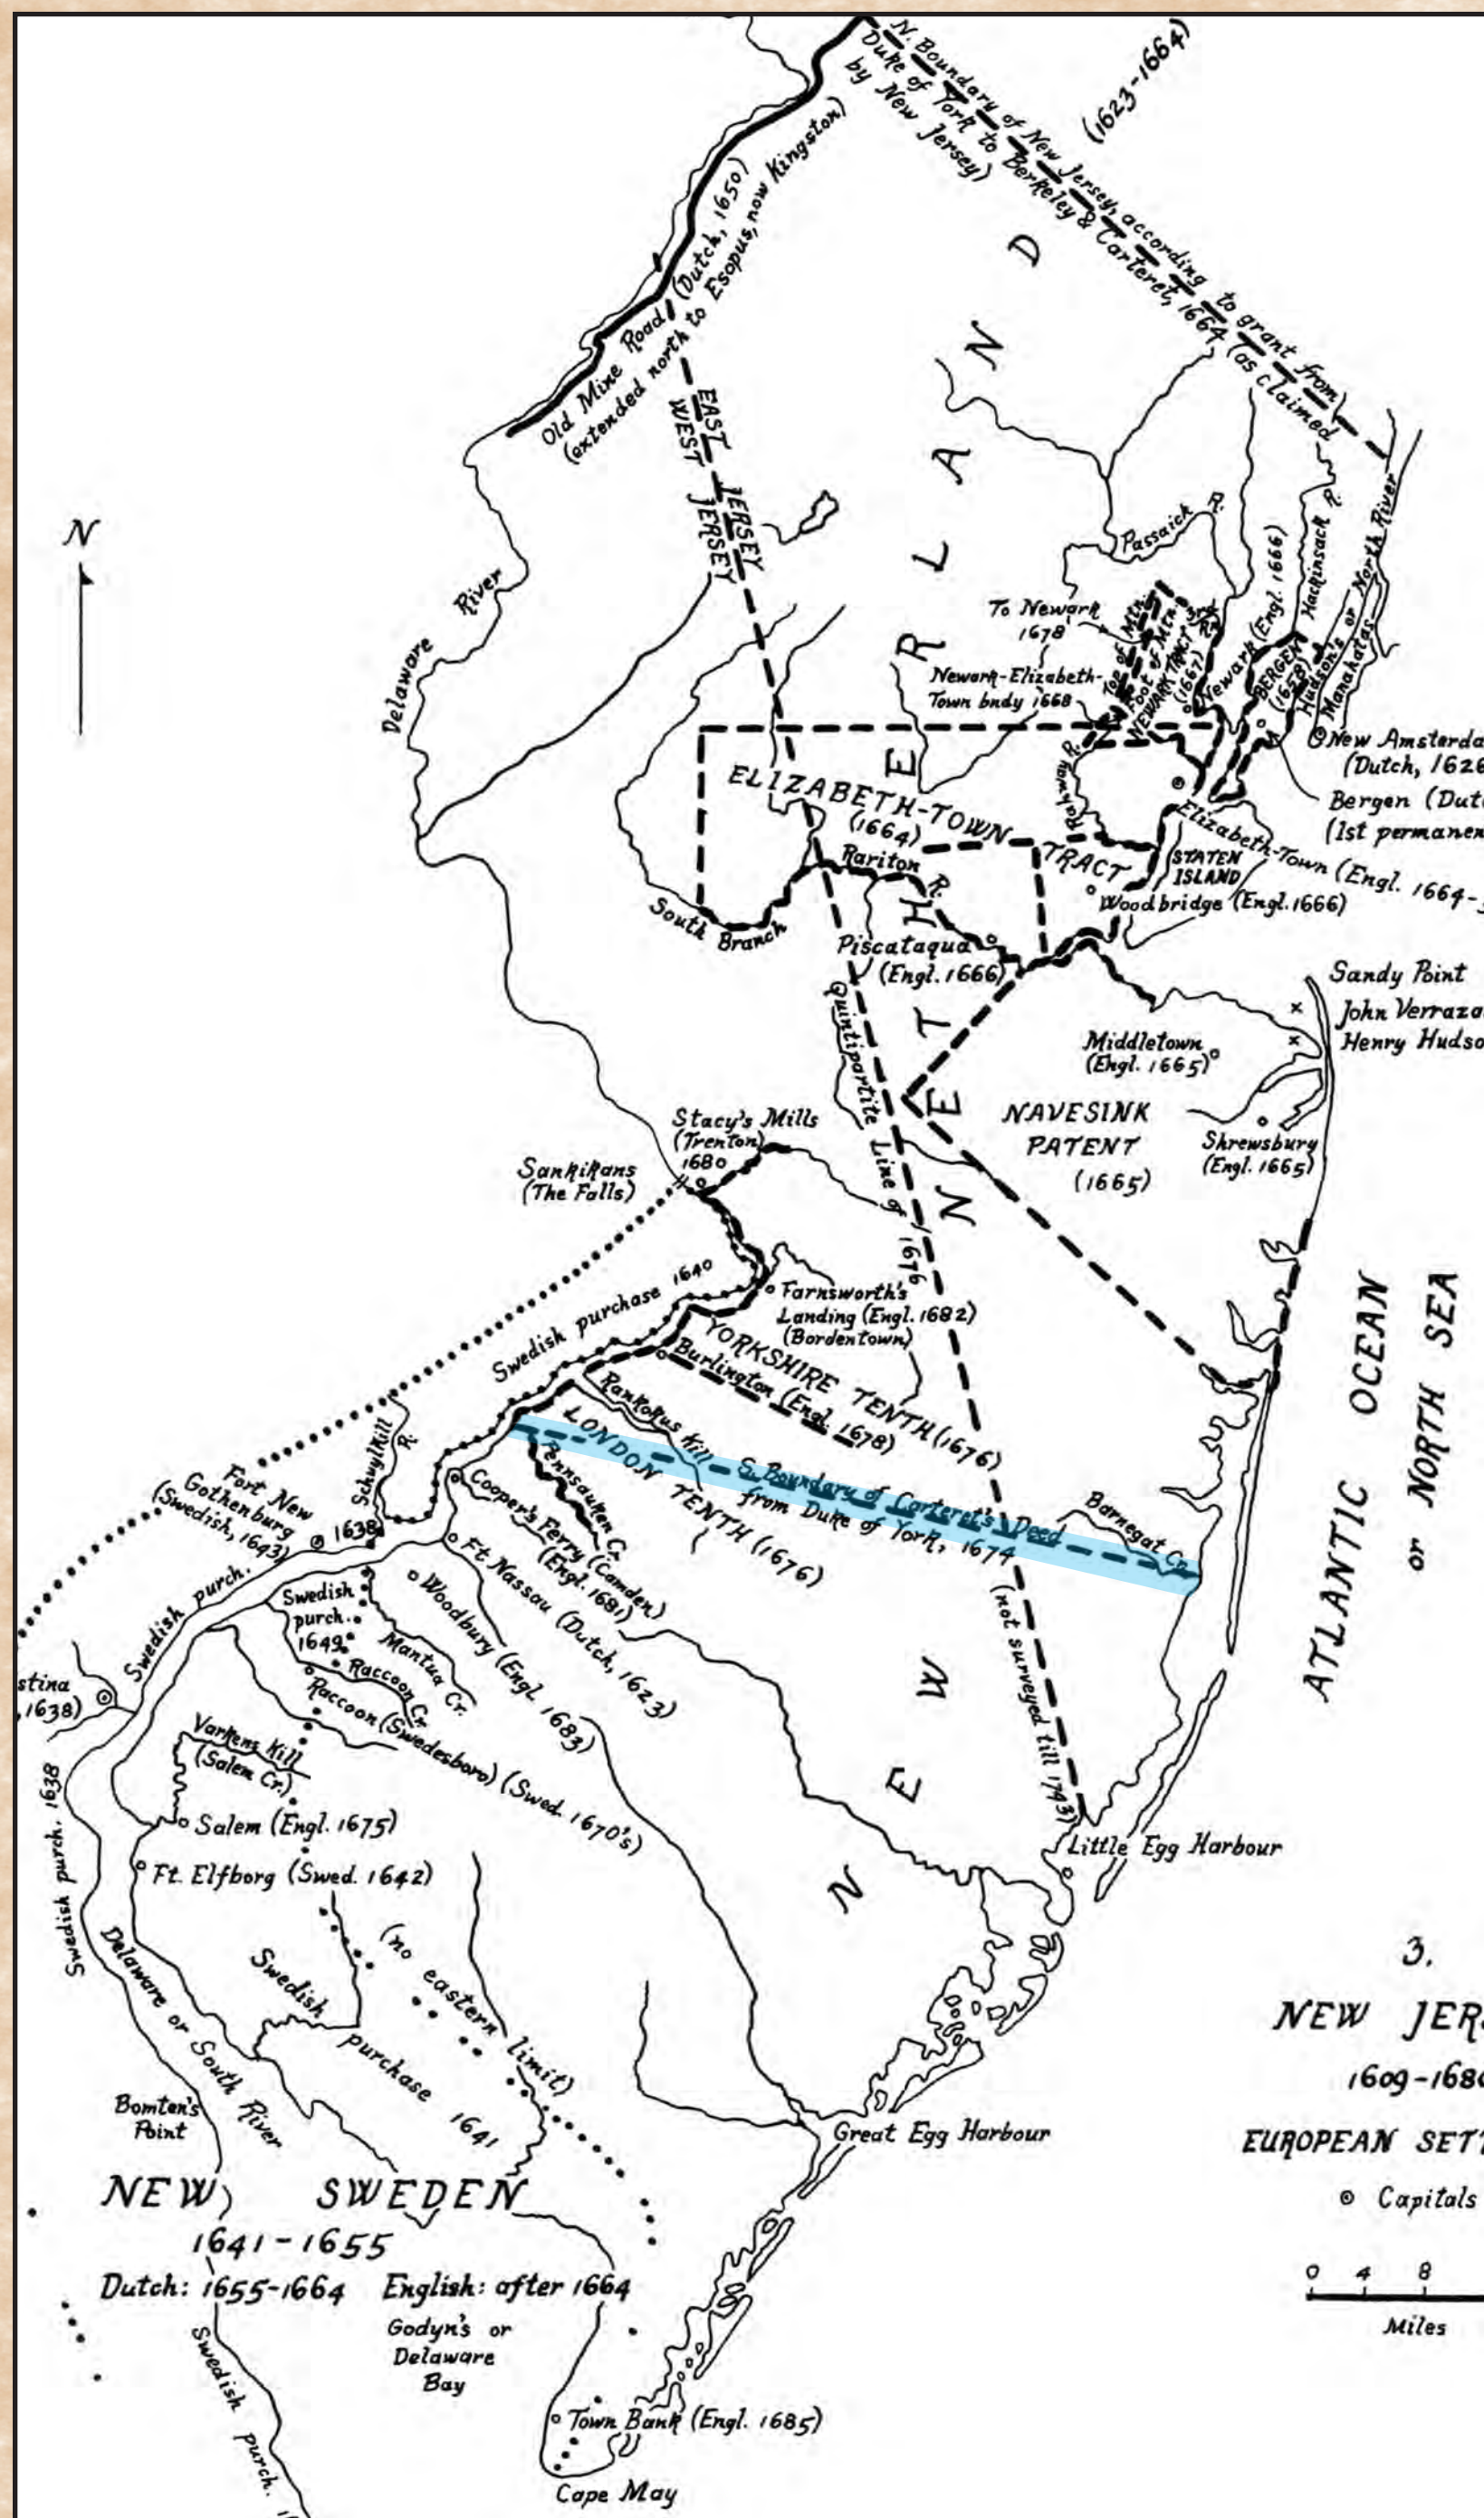 N. Boundary of New Jersey, according to grant from
Duke of York to Berkeley & Carteret, 1664 (as claimed
by New Jersey)
(1623-1664)
Old Mine Road (Dutch, 1650)
(extended north to Esopus, now Kingston)
EAST JERSEY
WEST JERSEY
N
Delaware River
NEW NETHERLAND
Passaick R.
Hackinsack R.
Hudson's or North River
Manahatas
To Newark
1678
Top of Mtn.
Foot of Mtn.
NEWARK TRACT
(1667)
3rd
Newark (Engl. 1666)
BERGEN
(1658)
Newark-Elizabeth-
Town bndy 1668
New Amsterda
(Dutch, 1626
Bergen (Dut
(1st permanen
ELIZABETH-TOWN TRACT
(1664)
Rahway R.
Elizabeth-Town (Engl. 1664-
STATEN
ISLAND
Rariton R.
South Branch
Woodbridge (Engl. 1666)
Piscataqua
(Engl. 1666)
Sandy Point
John Verraza
Henry Hudso
Middletown
(Engl. 1665)
NAVESINK
PATENT
(1665)
Shrewsbury
(Engl. 1665)
Quintipartite Line of 1676
(not surveyed till 1743)
Stacy's Mills
(Trenton)
1680
Sankikans
(The Falls)
Swedish purchase 1640
Farnsworth's
Landing (Engl. 1682)
(Bordentown)
YORKSHIRE TENTH (1676)
Burlington (Engl. 1678)
Rankokus Kill
LONDON TENTH (1676)
S. Boundary of Carteret's Deed
from Duke of York, 1674
Barnegat Cr.
ATLANTIC OCEAN
or NORTH SEA
Schuylkill R.
Pennsauken Cr.
Cooper's Ferry (Camden)
(Engl. 1681)
Fort New
Gothenburg
(Swedish, 1643)
1638
Ft. Nassau (Dutch, 1623)
Woodbury (Engl. 1683)
Swedish purch.
Swedish
purch.
1649
Mantua Cr.
Raccoon Cr.
Raccoon (Swedesboro) (Swed. 1670's)
stina
, 1638)
Varkens Kill
(Salem Cr.)
Salem (Engl. 1675)
Ft. Elfborg (Swed. 1642)
Swedish purch. 1638
Little Egg Harbour
Delaware or South River
Swedish purchase 1641
(no eastern limit)
Bomten's
Point
Great Egg Harbour
NEW SWEDEN
1641-1655
Dutch: 1655-1664 English: after 1664
Godyn's or
Delaware
Bay
Swedish purch.
Town Bank (Engl. 1685)
Cape May
3.
NEW JERS
1609-168
EUROPEAN SETT
Capitals
0 4 8
Miles